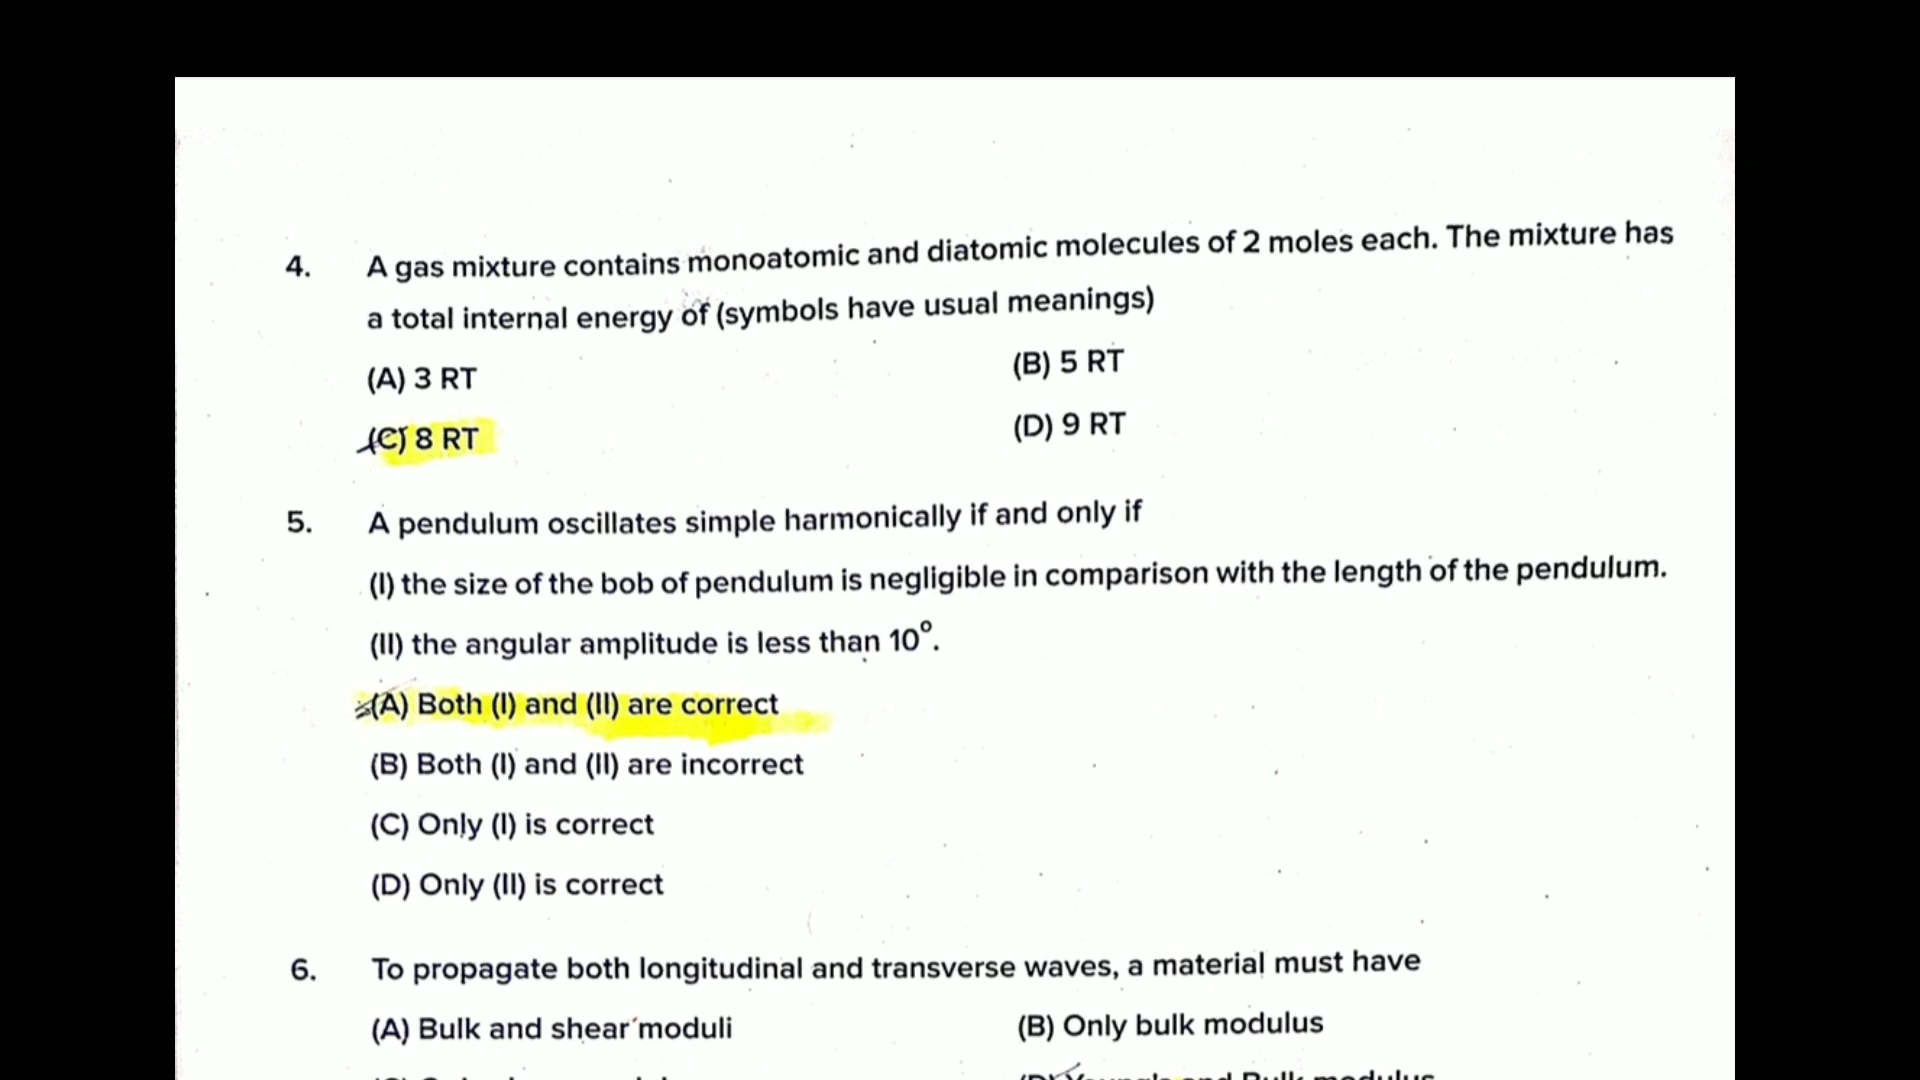 4. A gas mixture contains monoatomic and diatomic molecules of 2 moles each. The mixture has
a total internal energy of (symbols have usual meanings)
(A) 3 RT (B) 5 RT
(C) 8 RT (D) 9 RT
5. A pendulum oscillates simple harmonically if and only if
(I) the size of the bob of pendulum is negligible in comparison with the length of the pendulum.
(II) the angular amplitude is less than 10°.
(A) Both (I) and (II) are correct
(B) Both (I) and (II) are incorrect
(C) Only (I) is correct
(D) Only (II) is correct
6. To propagate both longitudinal and transverse waves, a material must have
(A) Bulk and shear moduli (B) Only bulk modulus
(D) Young's and Bulk modulus